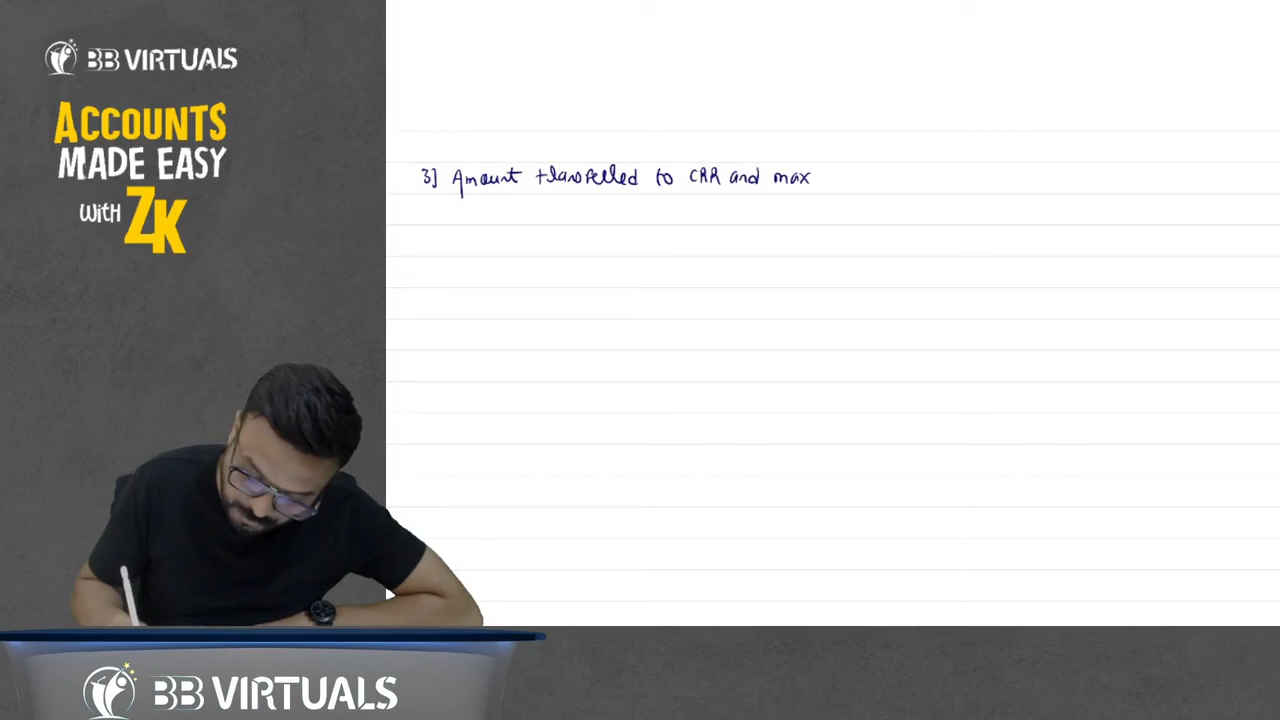 BB VIRTUALS
ACCOUNTS
MADE EASY
WITH ZK
3] Amount transferred to CRR and max
BB VIRTUALS